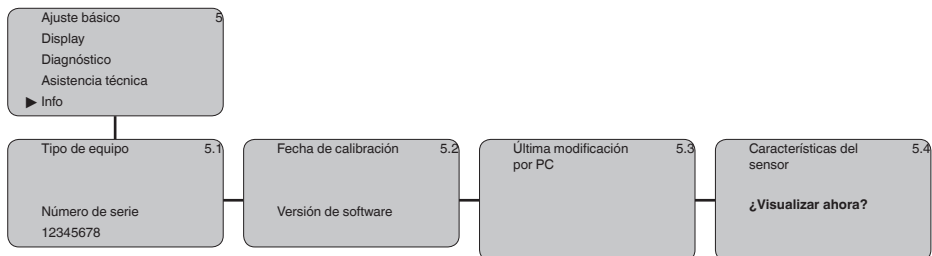 Ajuste básico 5
Display
Diagnóstico
Asistencia técnica
▶ Info
Tipo de equipo 5.1
Número de serie
12345678
Fecha de calibración 5.2
Versión de software
Última modificación 5.3
por PC
Características del 5.4
sensor
¿Visualizar ahora?